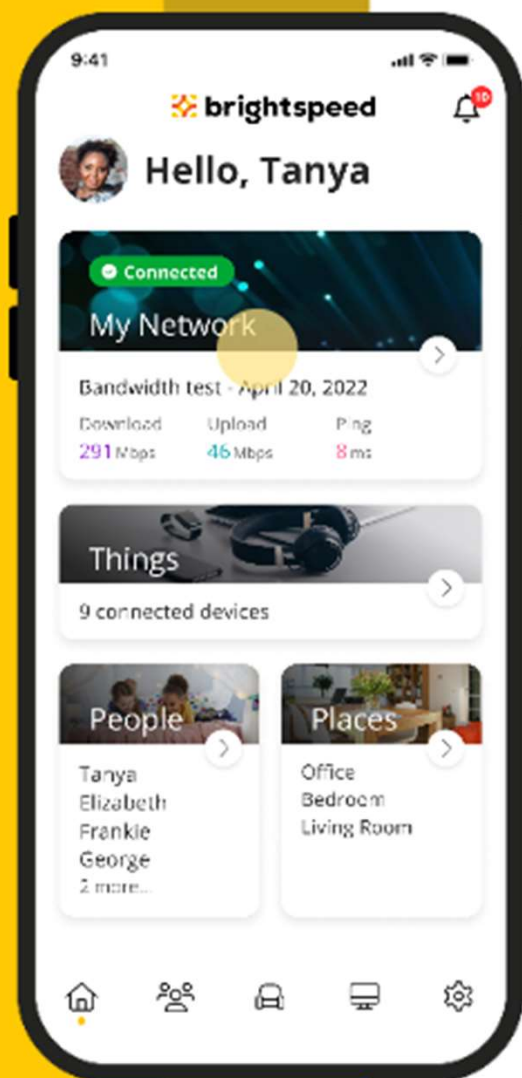 9:41
brightspeed
10
Hello, Tanya
Connected
My Network
Bandwidth test - April 20, 2022
Download Upload Ping
291 Mbps 46 Mbps 8 ms
Things
9 connected devices
People
Tanya
Elizabeth
Frankie
George
2 more...
Places
Office
Bedroom
Living Room